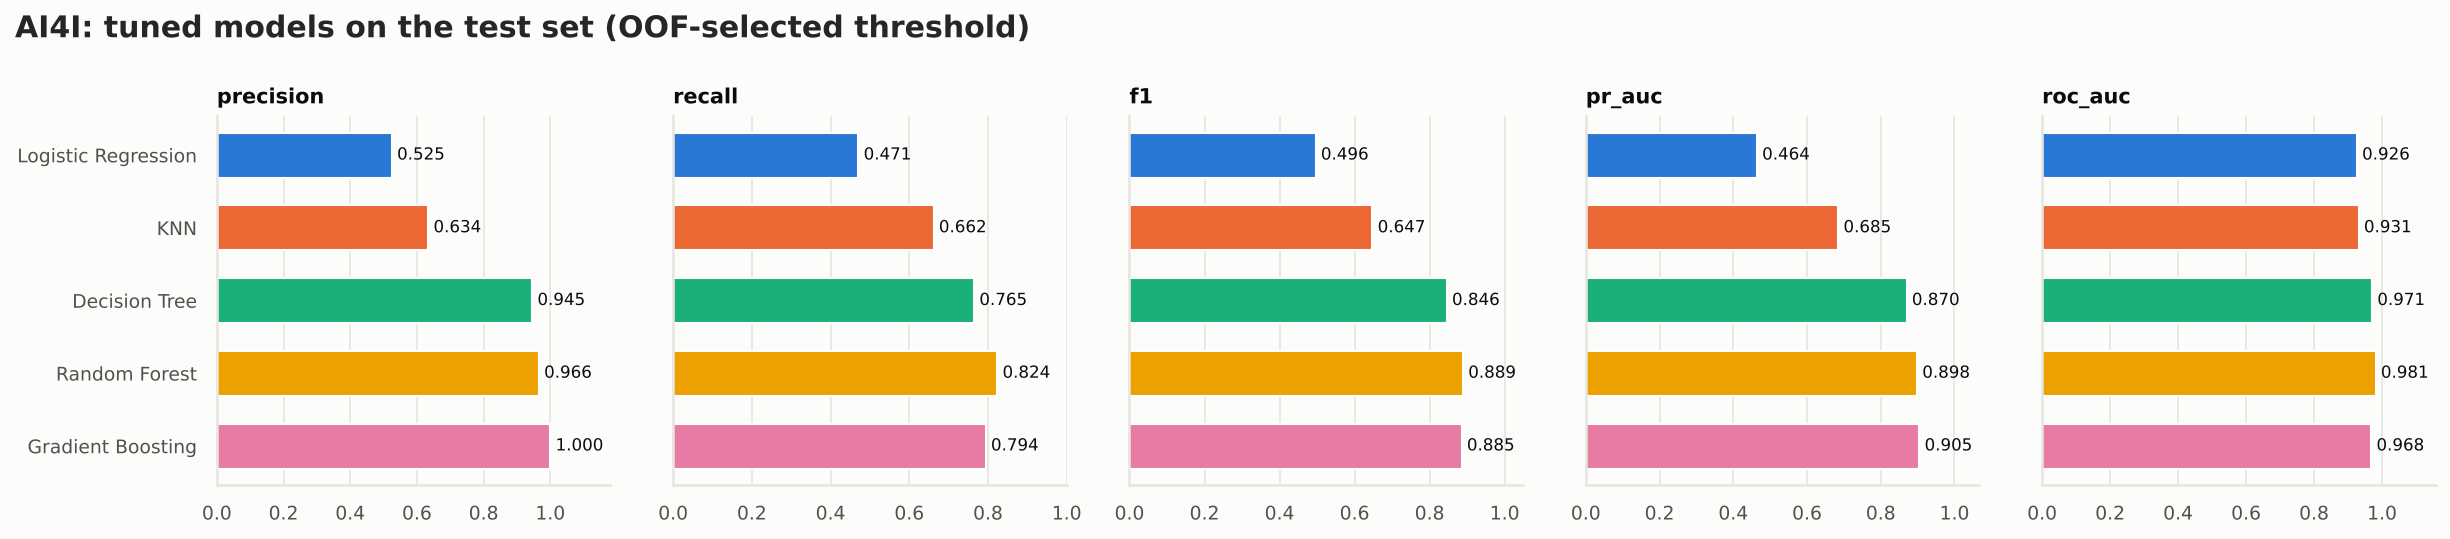 AI4I: tuned models on the test set (OOF-selected threshold)
precision recall f1 pr_auc roc_auc
Logistic Regression 0.525 0.471 0.496 0.464 0.926
KNN 0.634 0.662 0.647 0.685 0.931
Decision Tree 0.945 0.765 0.846 0.870 0.971
Random Forest 0.966 0.824 0.889 0.898 0.981
Gradient Boosting 1.000 0.794 0.885 0.905 0.968
0.0 0.2 0.4 0.6 0.8 1.0 0.0 0.2 0.4 0.6 0.8 1.0 0.0 0.2 0.4 0.6 0.8 1.0 0.0 0.2 0.4 0.6 0.8 1.0 0.0 0.2 0.4 0.6 0.8 1.0